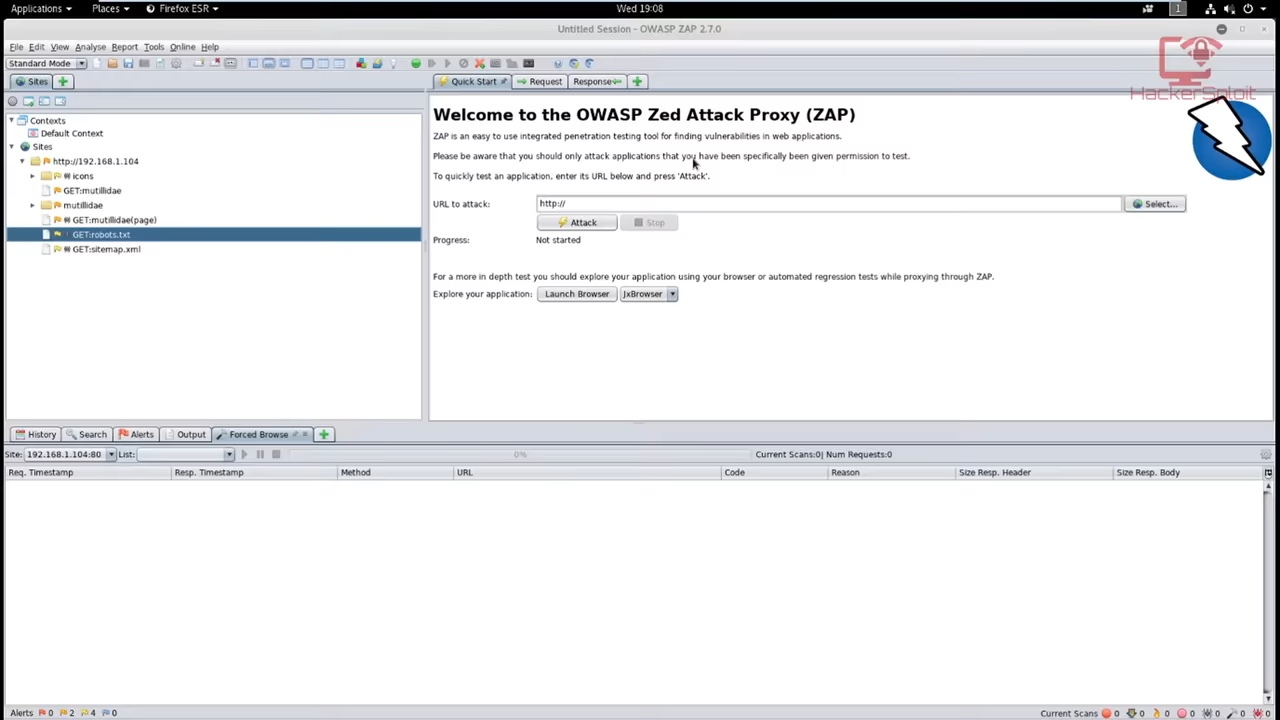 Applications Places Firefox ESR Wed 19:08 1
Untitled Session - OWASP ZAP 2.7.0
File Edit View Analyse Report Tools Online Help
Standard Mode
HackerSploit
Sites
Quick Start Request Response
Contexts
Default Context
Sites
http://192.168.1.104
icons
GET:mutillidae
mutillidae
GET:mutillidae(page)
GET:robots.txt
GET:sitemap.xml
Welcome to the OWASP Zed Attack Proxy (ZAP)
ZAP is an easy to use integrated penetration testing tool for finding vulnerabilities in web applications.
Please be aware that you should only attack applications that you have been specifically been given permission to test.
To quickly test an application, enter its URL below and press 'Attack'.
URL to attack: http:// Select...
Attack Stop
Progress: Not started
For a more in depth test you should explore your application using your browser or automated regression tests while proxying through ZAP.
Explore your application: Launch Browser JxBrowser
History Search Alerts Output Forced Browse
Site: 192.168.1.104:80 List: 0% Current Scans:0 Num Requests:0
Req. Timestamp Resp. Timestamp Method URL Code Reason Size Resp. Header Size Resp. Body
Alerts 0 2 4 0 Current Scans 0 0 0 0 0 0 0